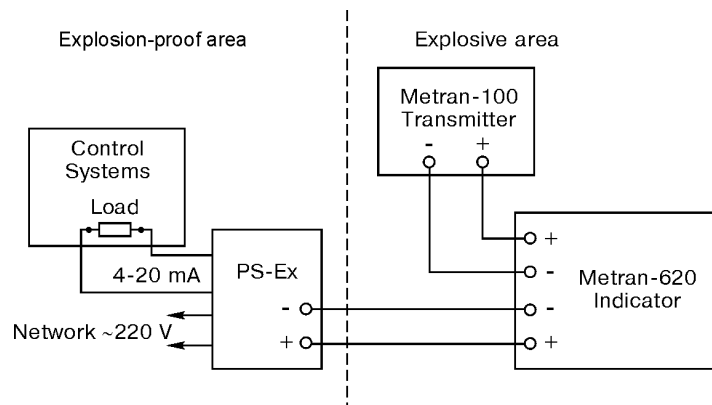 Explosion-proof area
Explosive area
Metran-100
Transmitter
- +
Control
Systems
Load
4-20 mA
PS-Ex
-
+
Network ~220 V
+
-
Metran-620
Indicator
-
+